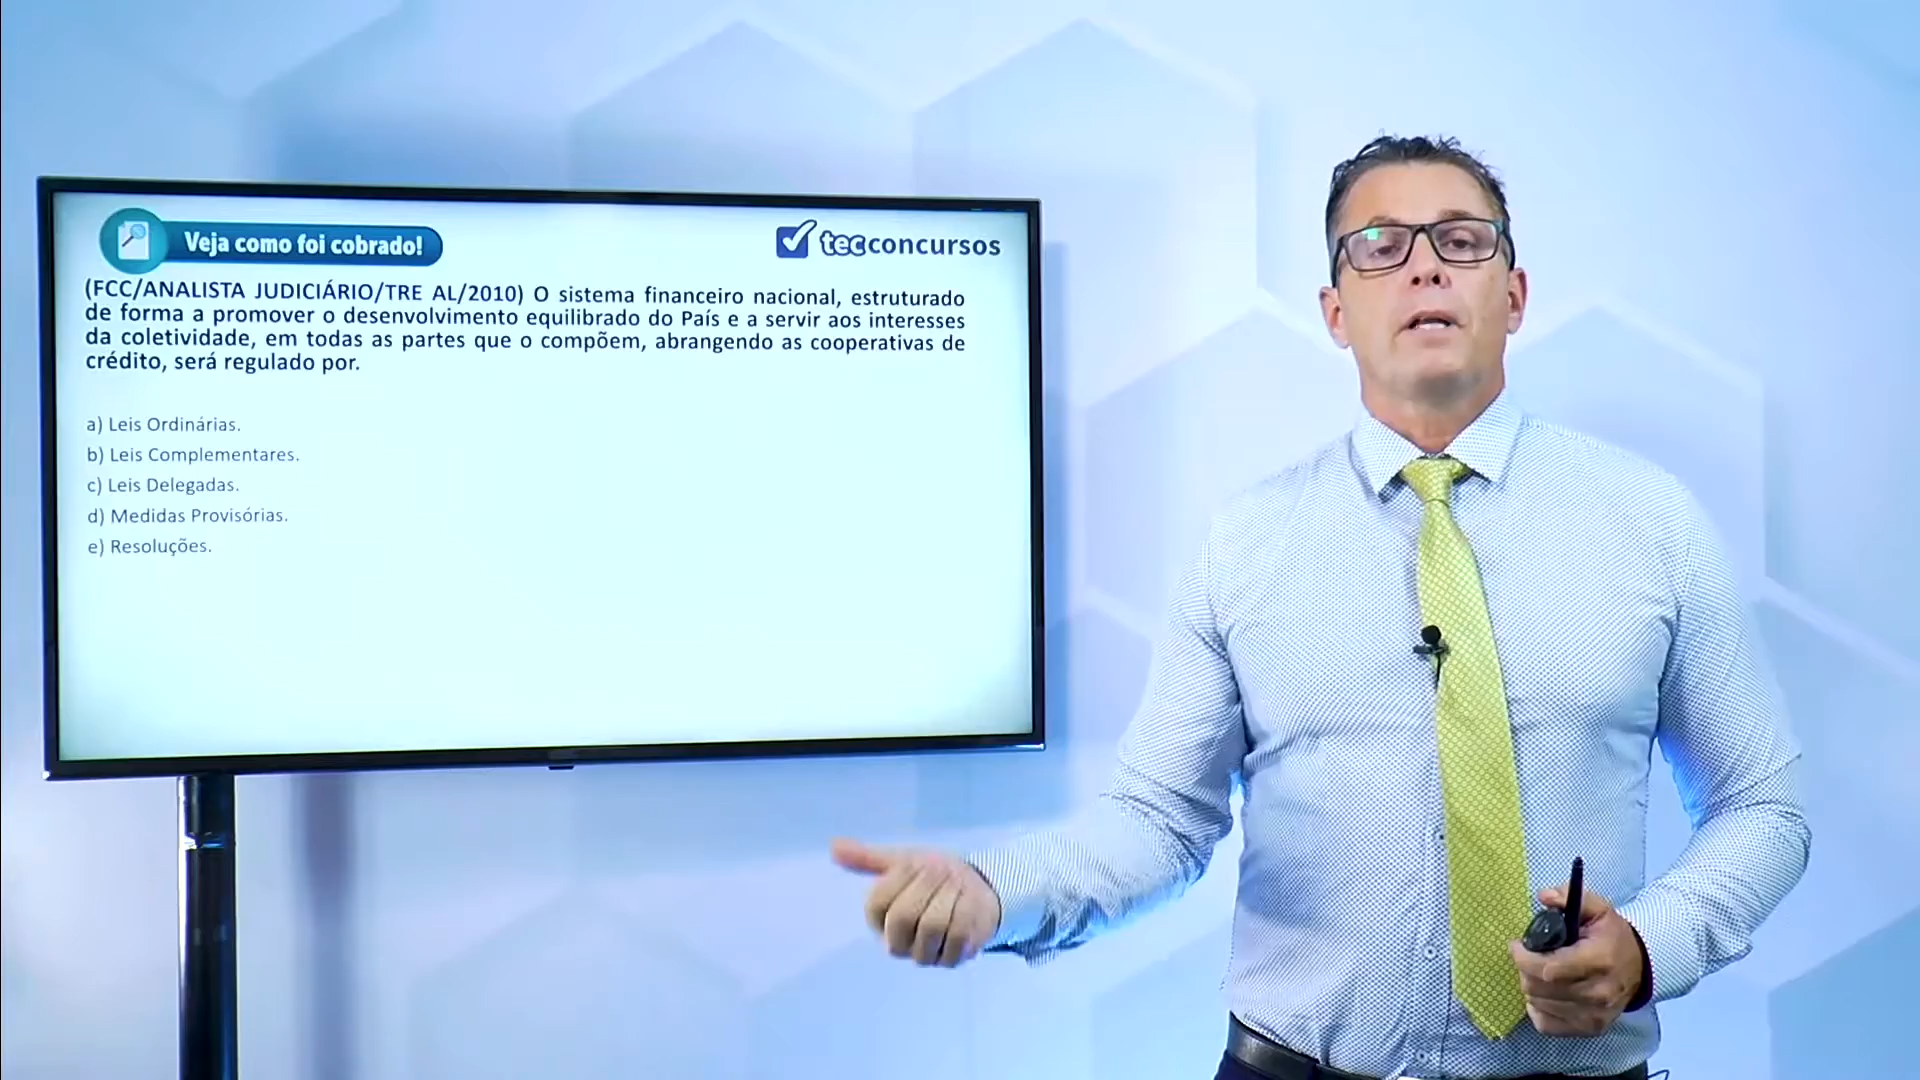 Veja como foi cobrado!
tecconcursos
(FCC/ANALISTA JUDICIÁRIO/TRE AL/2010) O sistema financeiro nacional, estruturado
de forma a promover o desenvolvimento equilibrado do País e a servir aos interesses
da coletividade, em todas as partes que o compõem, abrangendo as cooperativas de
crédito, será regulado por.
a) Leis Ordinárias.
b) Leis Complementares.
c) Leis Delegadas.
d) Medidas Provisórias.
e) Resoluções.